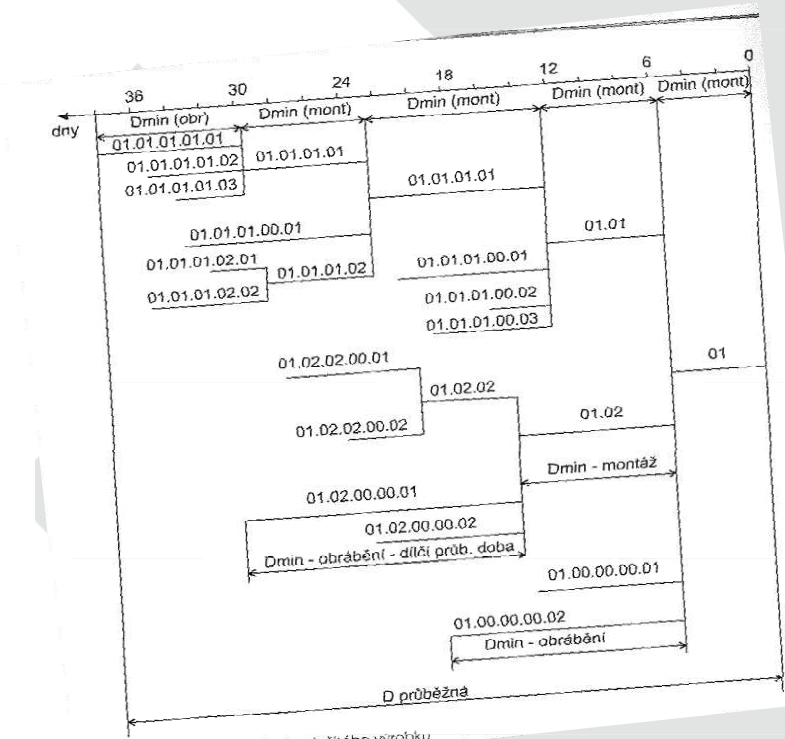 36 30 24 18 12 6 0
dny Dmin (obr) Dmin (mont) Dmin (mont) Dmin (mont) Dmin (mont)
01.01.01.01.01
01.01.01.01.02 01.01.01.01
01.01.01.01.03
01.01.01.01
01.01
01.01.01.00.01
01.01.01.02.01 01.01.01.02
01.01.01.02.02
01.01.01.00.01
01.01.01.00.02
01.01.01.00.03
01
01.02.02.00.01
01.02.02
01.02.02.00.02
01.02
Dmin - montáž
01.02.00.00.01
01.02.00.00.02
Dmin - obrábění - dílčí průb. doba
01.00.00.00.01
01.00.00.00.02
Dmin - obrábění
D průběžná
výrobku